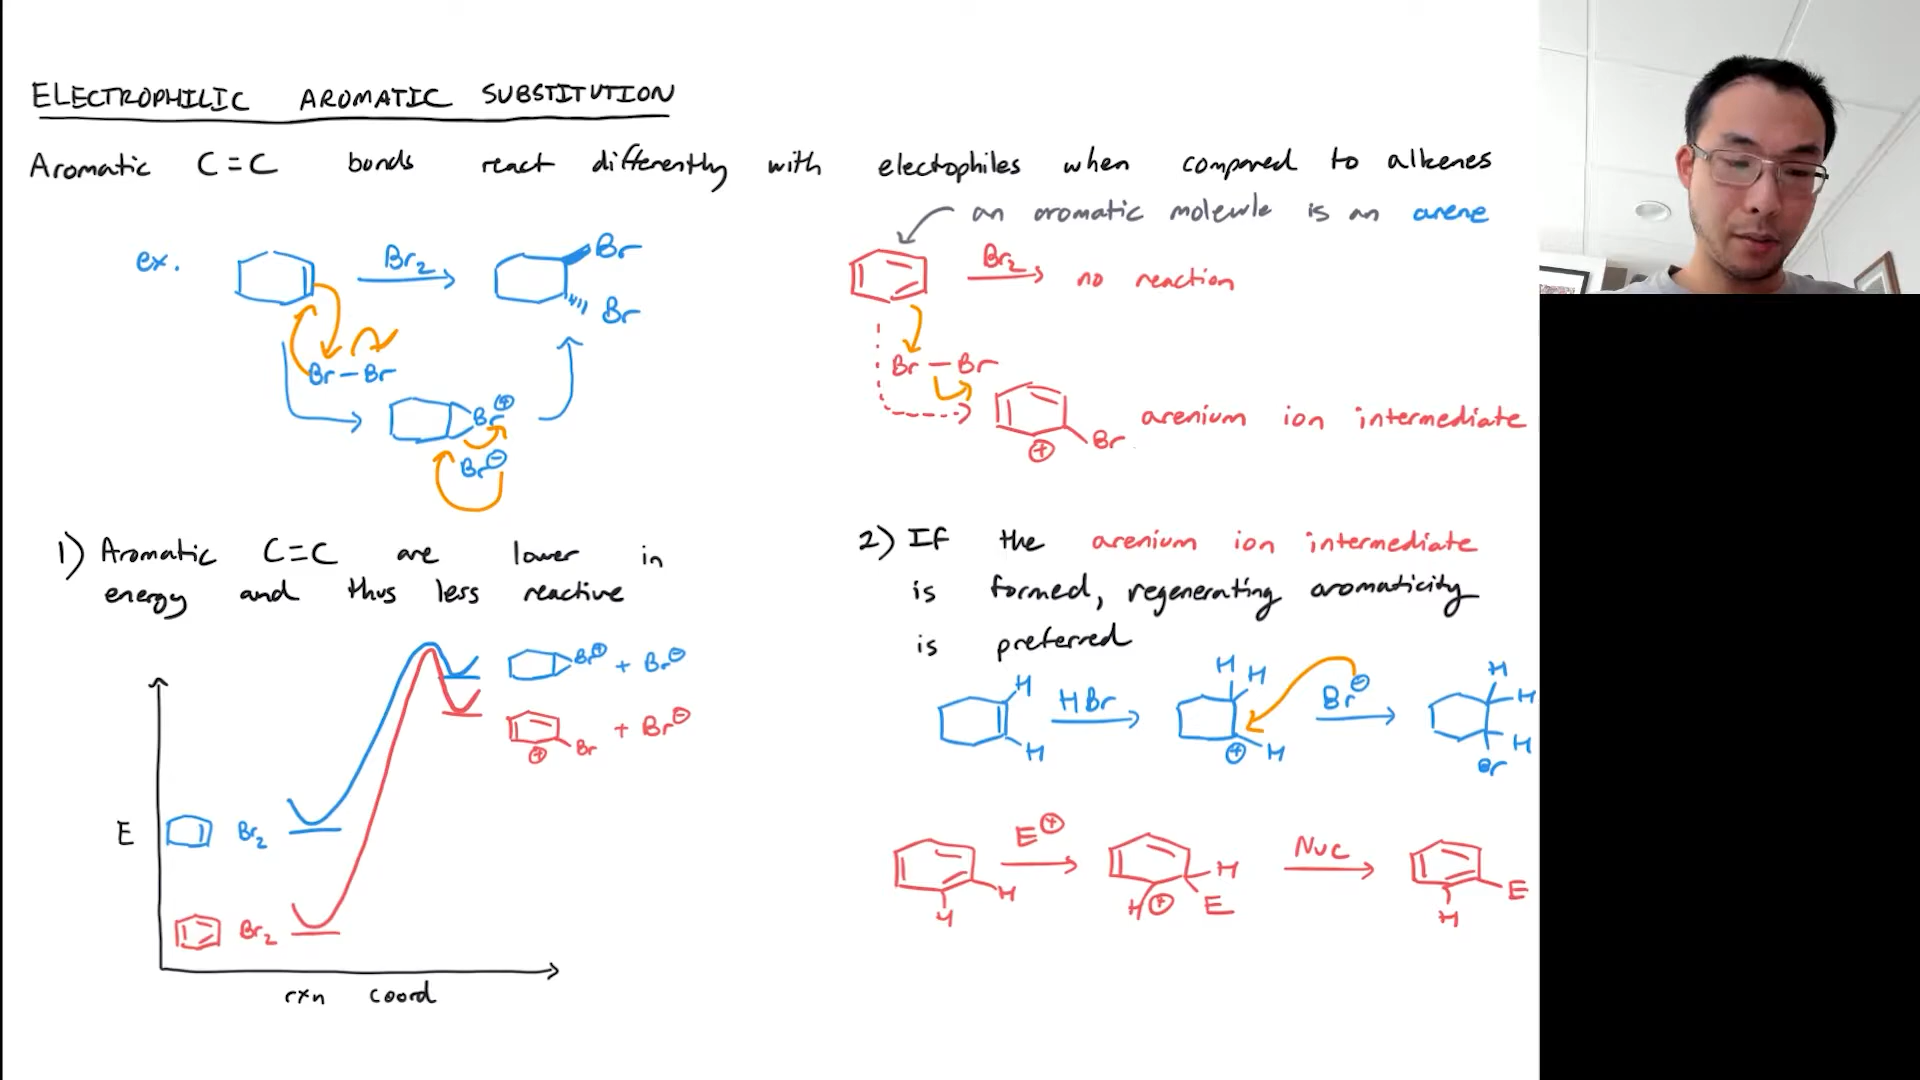 ELECTROPHILIC AROMATIC SUBSTITUTION
Aromatic C=C bonds react differently with electophiles when compared to alkenes
an aromatic molecule is an arene
ex.
Br2
Br
Br
Br2
no reaction
Br – Br
Br – Br
Br⊕
Br⊖
arenium ion intermediate
⊕
Br
1) Aromatic C=C are lower in
energy and thus less reactive
Br⊕ + Br⊖
⊕ Br + Br⊖
E
Br2
Br2
rxn coord
2) If the arenium ion intermediate
is formed, regenerating aromaticity
is preferred
H
H
HBr
H
H
⊕
H
Br⊖
H
H
H
Br
H
H
E⊕
H
H⊕
E
Nuc
E
H